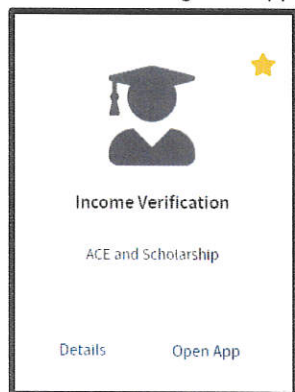 Income Verification
ACE and Scholarship
Details Open App